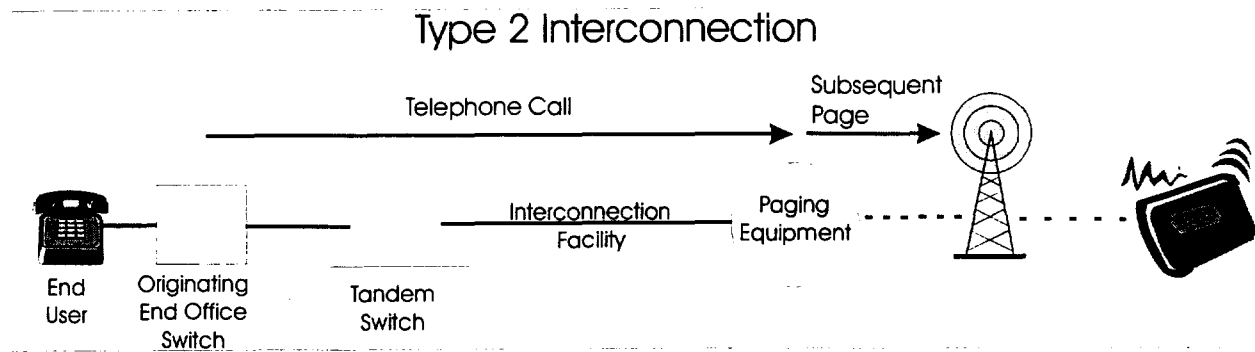 Type 2 Interconnection
Telephone Call
Subsequent
Page
Interconnection
Facility
Paging
Equipment
End
User
Originating
End Office
Switch
Tandem
Switch